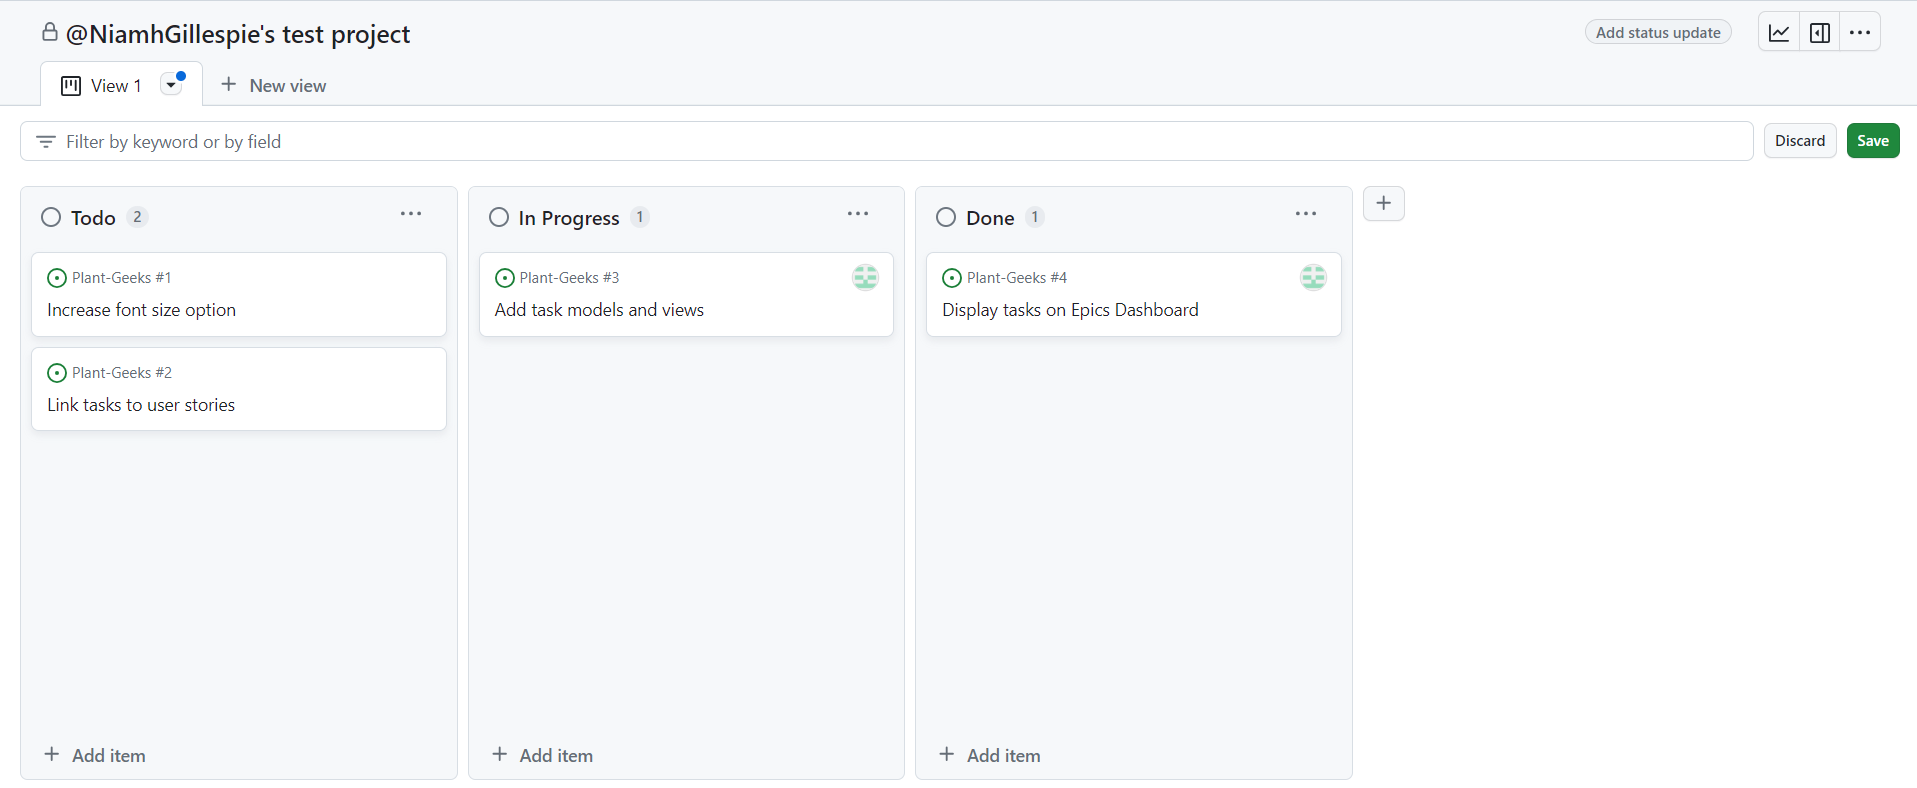 @NiamhGillespie's test project
Add status update
View 1
New view
Filter by keyword or by field
Discard
Save
Todo 2
Plant-Geeks #1
Increase font size option
Plant-Geeks #2
Link tasks to user stories
Add item
In Progress 1
Plant-Geeks #3
Add task models and views
Add item
Done 1
Plant-Geeks #4
Display tasks on Epics Dashboard
Add item